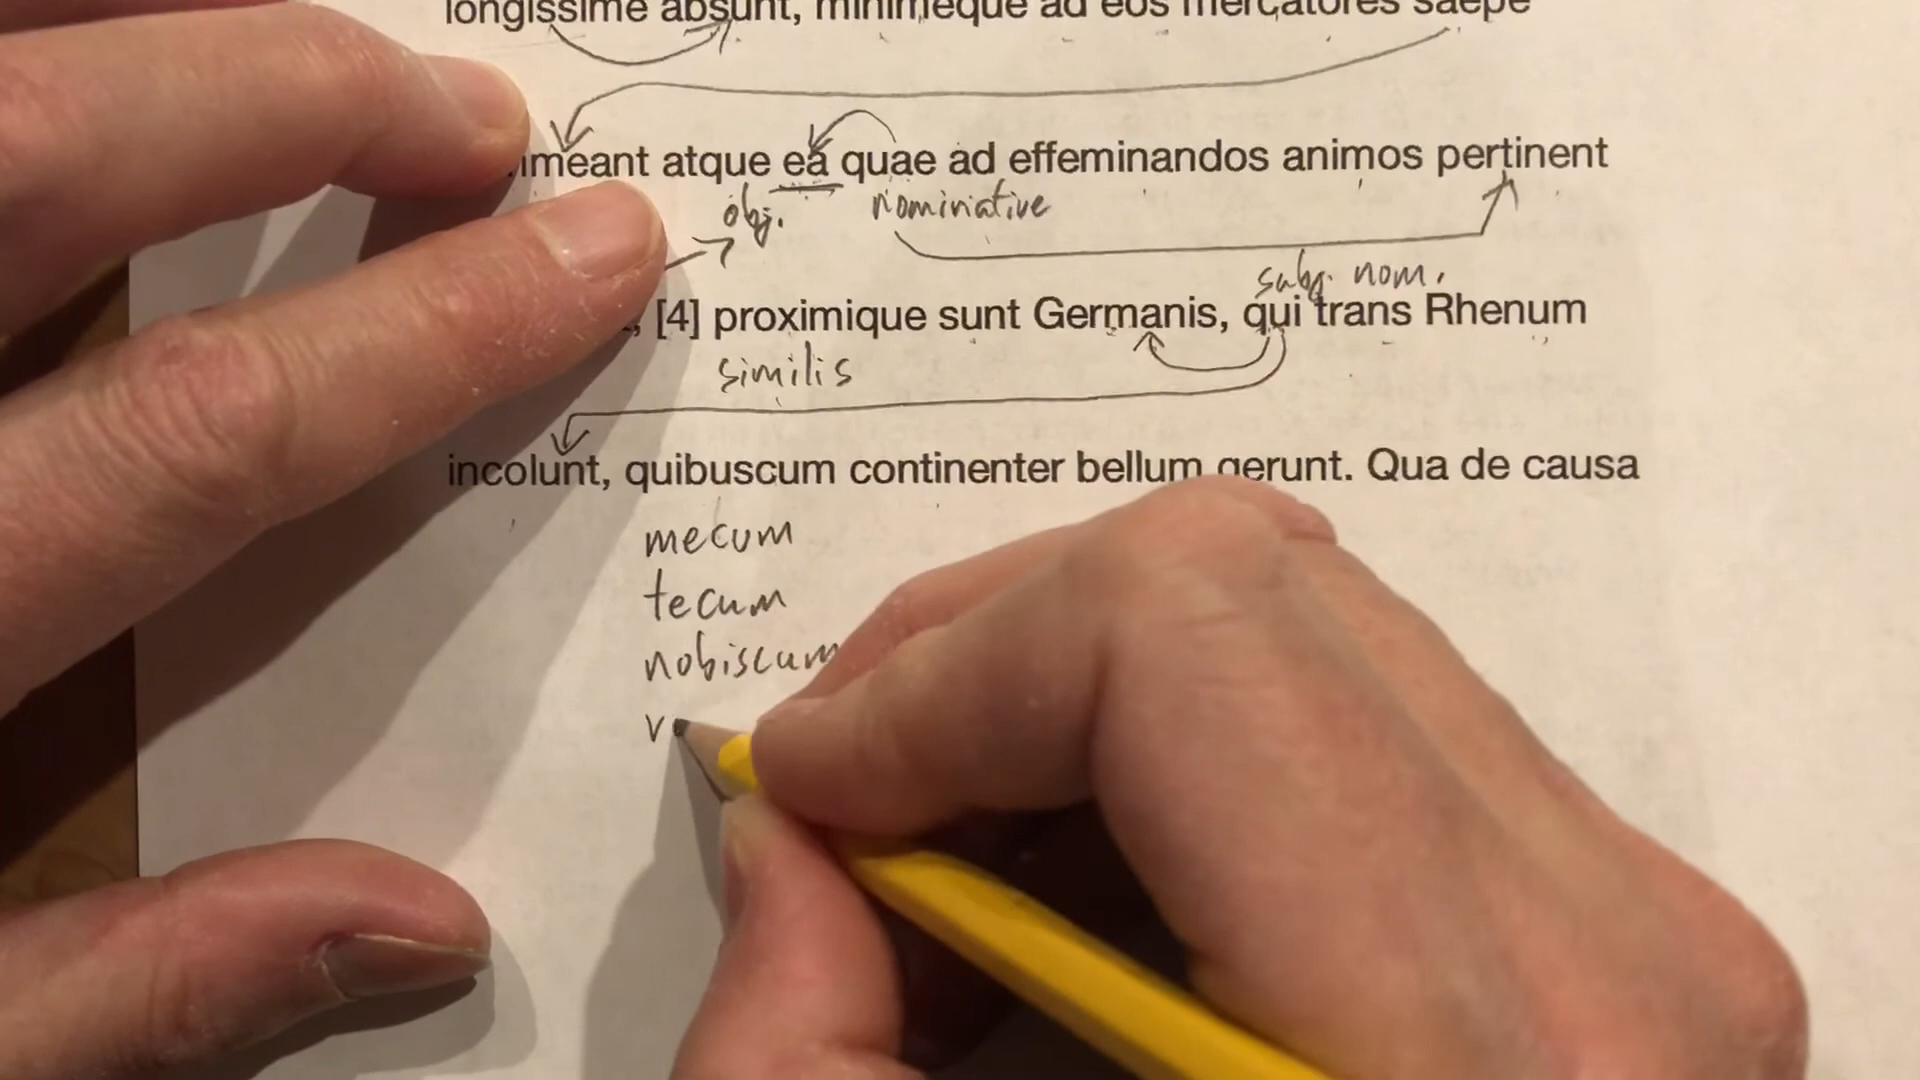 longissime absunt, minimeque ad eos mercatores saepe
imeant atque ea quae ad effeminandos animos pertinent
obj. nominative
subj. nom.
, [4] proximique sunt Germanis, qui trans Rhenum
similis
incolunt, quibuscum continenter bellum gerunt. Qua de causa
mecum
tecum
nobiscum
v